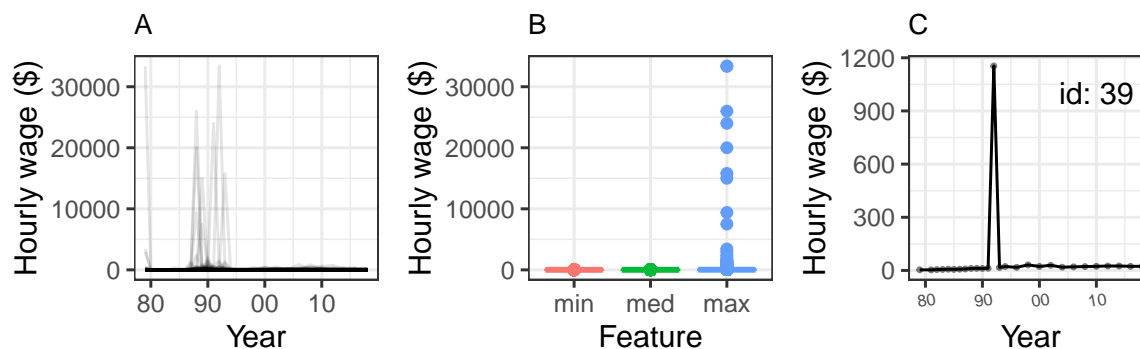 A
Hourly wage ($)
30000
20000
10000
0
80 90 00 10
Year
B
Hourly wage ($)
30000
20000
10000
0
min med max
Feature
C
Hourly wage ($)
1200
900
600
300
0
id: 39
80 90 00 10
Year